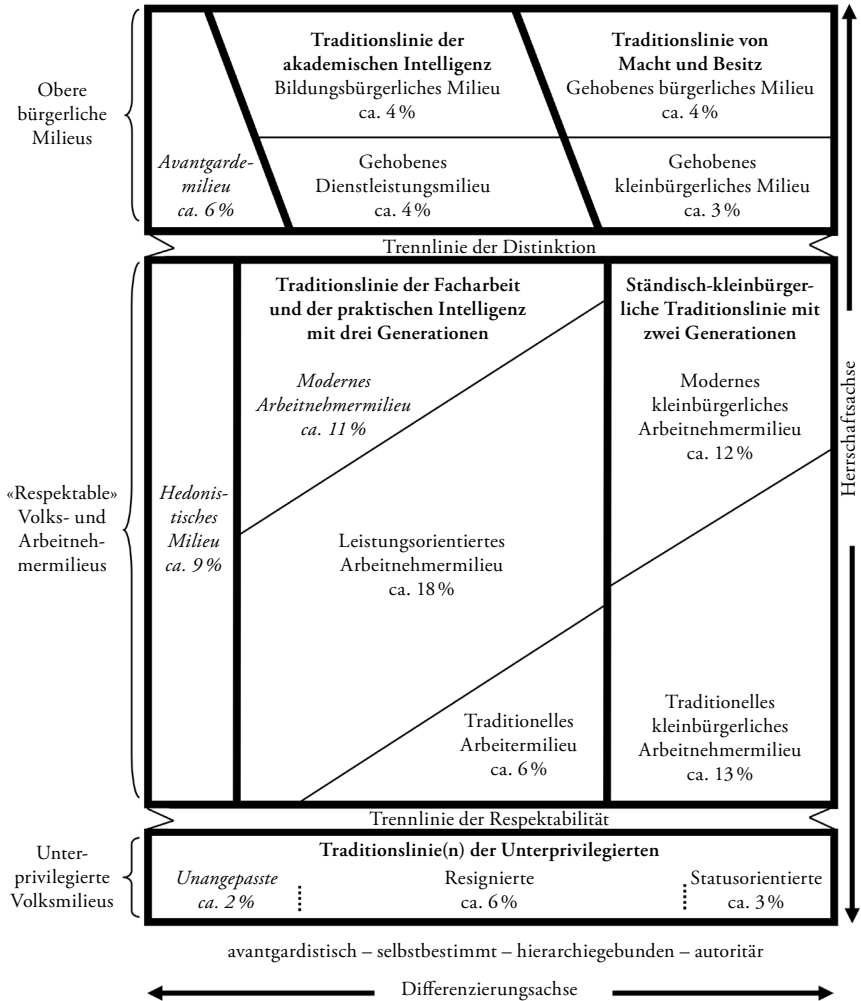 Obere
bürgerliche
Milieus
Traditionslinie der
akademischen Intelligenz
Bildungsbürgerliches Milieu
ca. 4%
Traditionslinie von
Macht und Besitz
Gehobenes bürgerliches Milieu
ca. 4%
Avantgarde-
milieu
ca. 6%
Gehobenes
Dienstleistungsmilieu
ca. 4%
Gehobenes
kleinbürgerliches Milieu
ca. 3%
Trennlinie der Distinktion
«Respektable»
Volks- und
Arbeitneh-
mermilieus
Hedonis-
tisches
Milieu
ca. 9%
Traditionslinie der Facharbeit
und der praktischen Intelligenz
mit drei Generationen
Modernes
Arbeitnehmermilieu
ca. 11%
Leistungsorientiertes
Arbeitnehmermilieu
ca. 18%
Traditionelles
Arbeitermilieu
ca. 6%
Ständisch-kleinbürger-
liche Traditionslinie mit
zwei Generationen
Modernes
kleinbürgerliches
Arbeitnehmermilieu
ca. 12%
Traditionelles
kleinbürgerliches
Arbeitnehmermilieu
ca. 13%
Herrschaftsachse
Trennlinie der Respektabilität
Unter-
privilegierte
Volksmilieus
Traditionslinie(n) der Unterprivilegierten
Unangepasste
ca. 2%
Resignierte
ca. 6%
Statusorientierte
ca. 3%
avantgardistisch – selbstbestimmt – hierarchiegebunden – autoritär
Differenzierungsachse